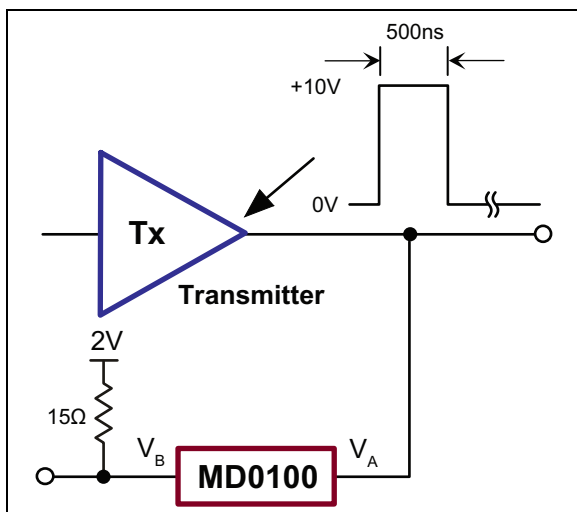 500ns
+10V
0V
Tx
Transmitter
2V
15Ω
VB
VA
MD0100